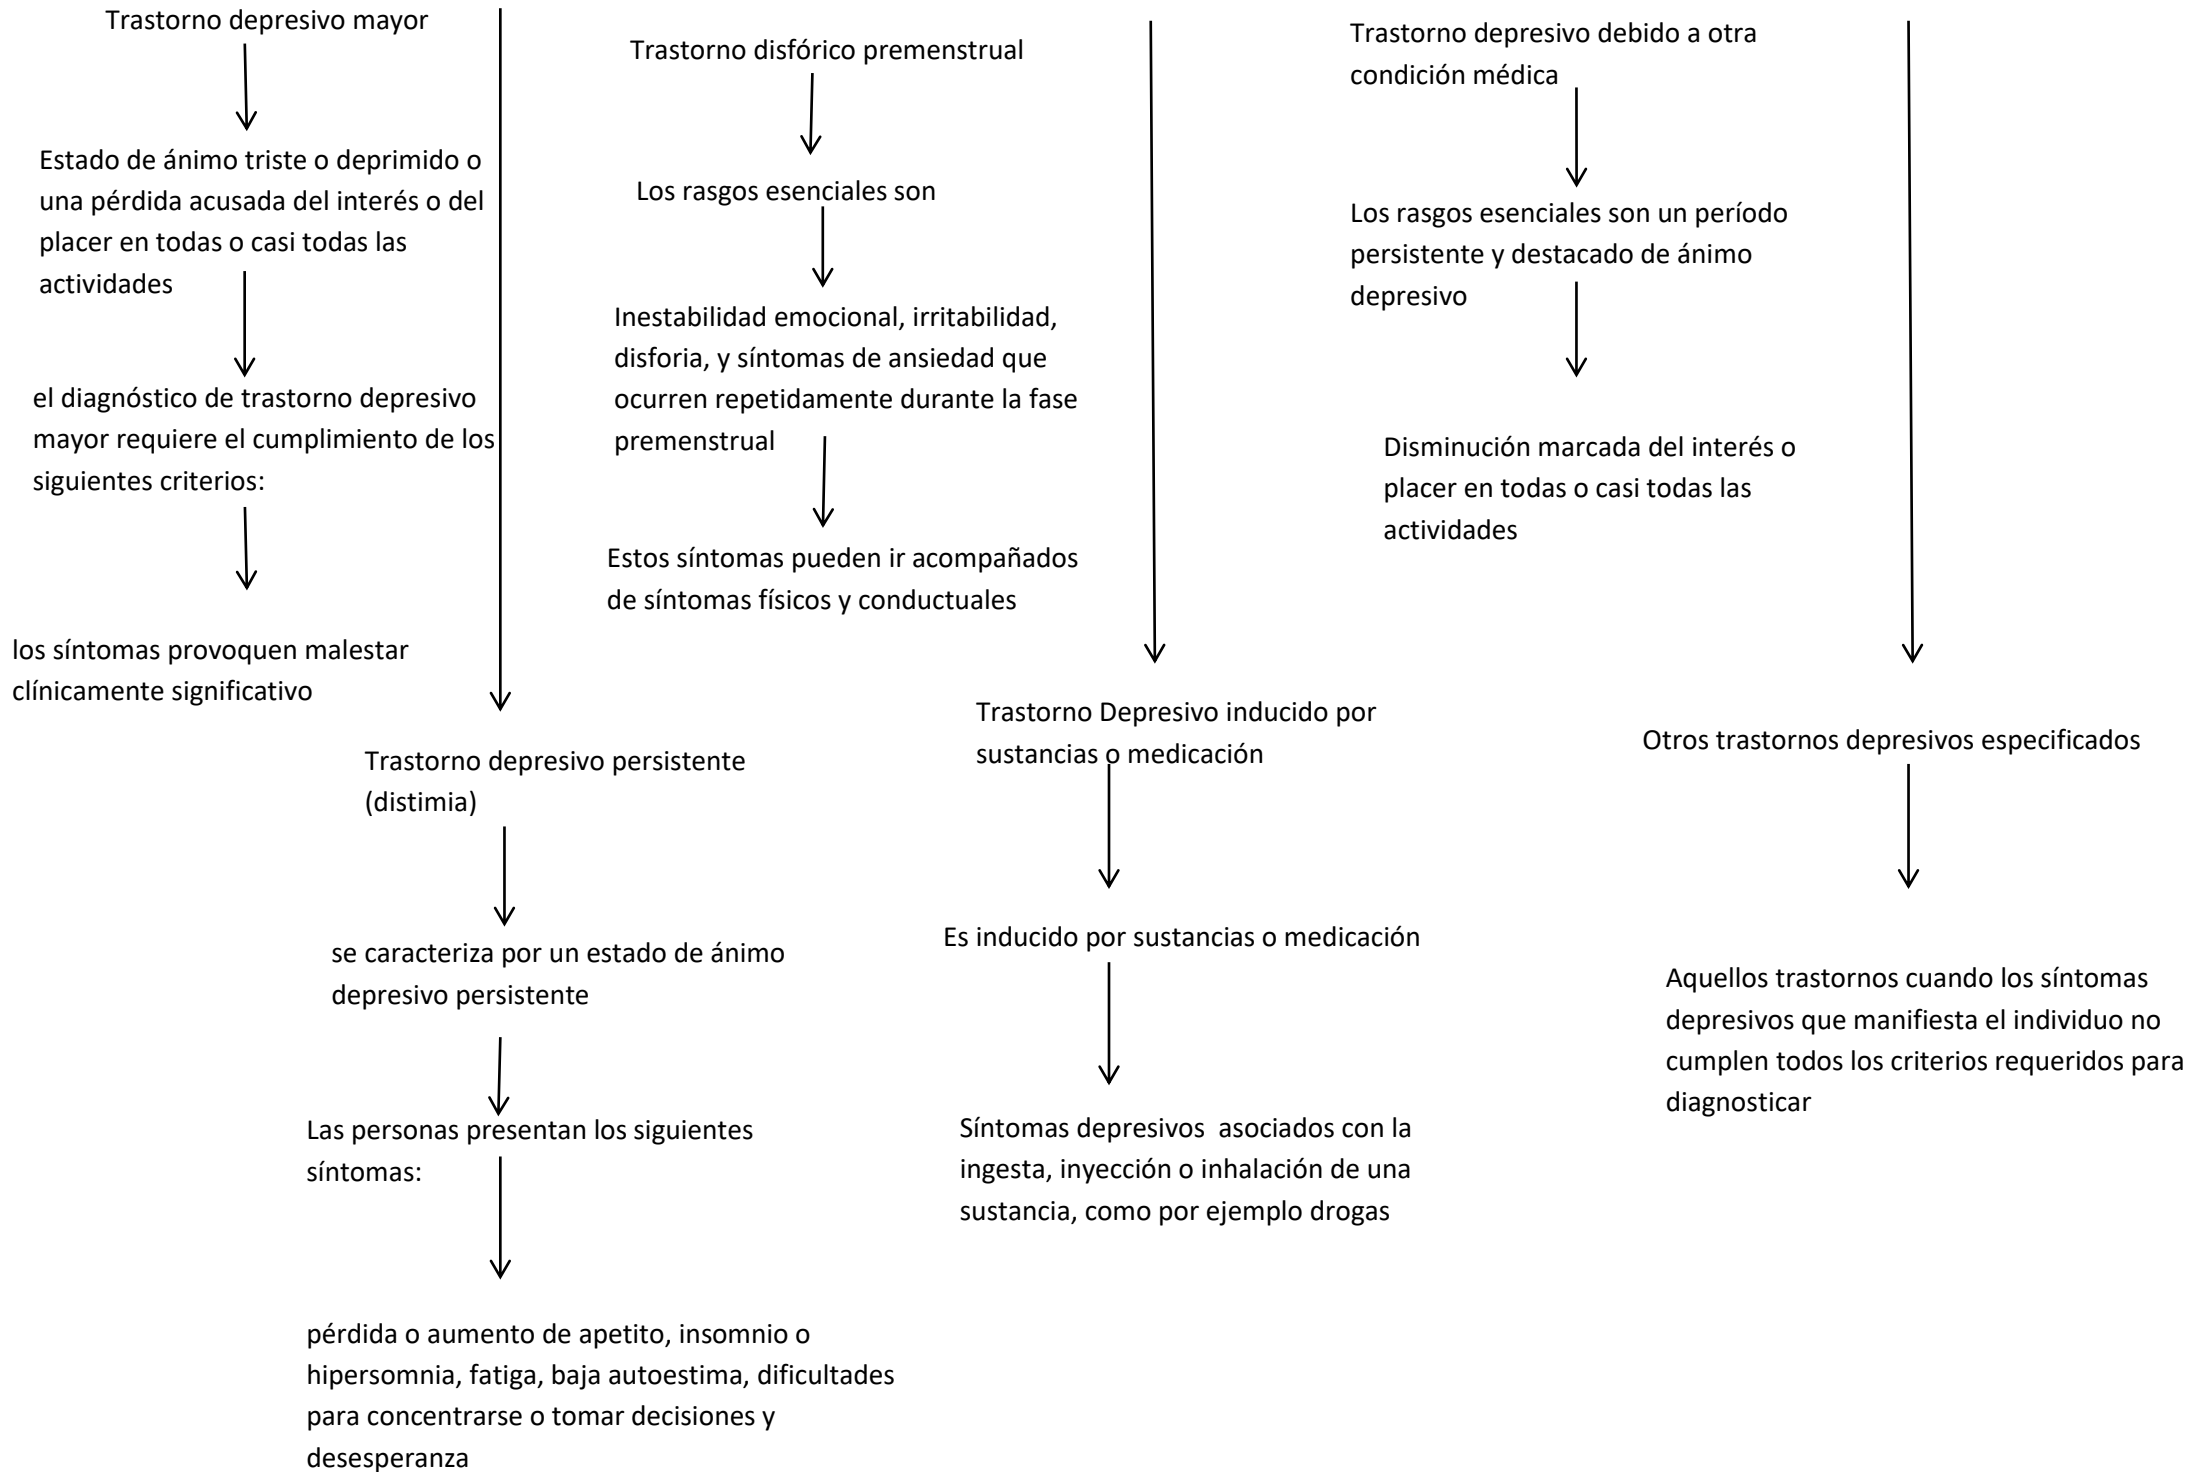 Trastorno depresivo mayor
Estado de ánimo triste o deprimido o
una pérdida acusada del interés o del
placer en todas o casi todas las
actividades
el diagnóstico de trastorno depresivo
mayor requiere el cumplimiento de los
siguientes criterios:
los síntomas provoquen malestar
clínicamente significativo
Trastorno depresivo persistente
(distimia)
se caracteriza por un estado de ánimo
depresivo persistente
Las personas presentan los siguientes
síntomas:
pérdida o aumento de apetito, insomnio o
hipersomnia, fatiga, baja autoestima, dificultades
para concentrarse o tomar decisiones y
desesperanza
Trastorno disfórico premenstrual
Los rasgos esenciales son
Inestabilidad emocional, irritabilidad,
disforia, y síntomas de ansiedad que
ocurren repetidamente durante la fase
premenstrual
Estos síntomas pueden ir acompañados
de síntomas físicos y conductuales
Trastorno Depresivo inducido por
sustancias o medicación
Es inducido por sustancias o medicación
Síntomas depresivos  asociados con la
ingesta, inyección o inhalación de una
sustancia, como por ejemplo drogas
Trastorno depresivo debido a otra
condición médica
Los rasgos esenciales son un período
persistente y destacado de ánimo
depresivo
Disminución marcada del interés o
placer en todas o casi todas las
actividades
Otros trastornos depresivos especificados
Aquellos trastornos cuando los síntomas
depresivos que manifiesta el individuo no
cumplen todos los criterios requeridos para
diagnosticar